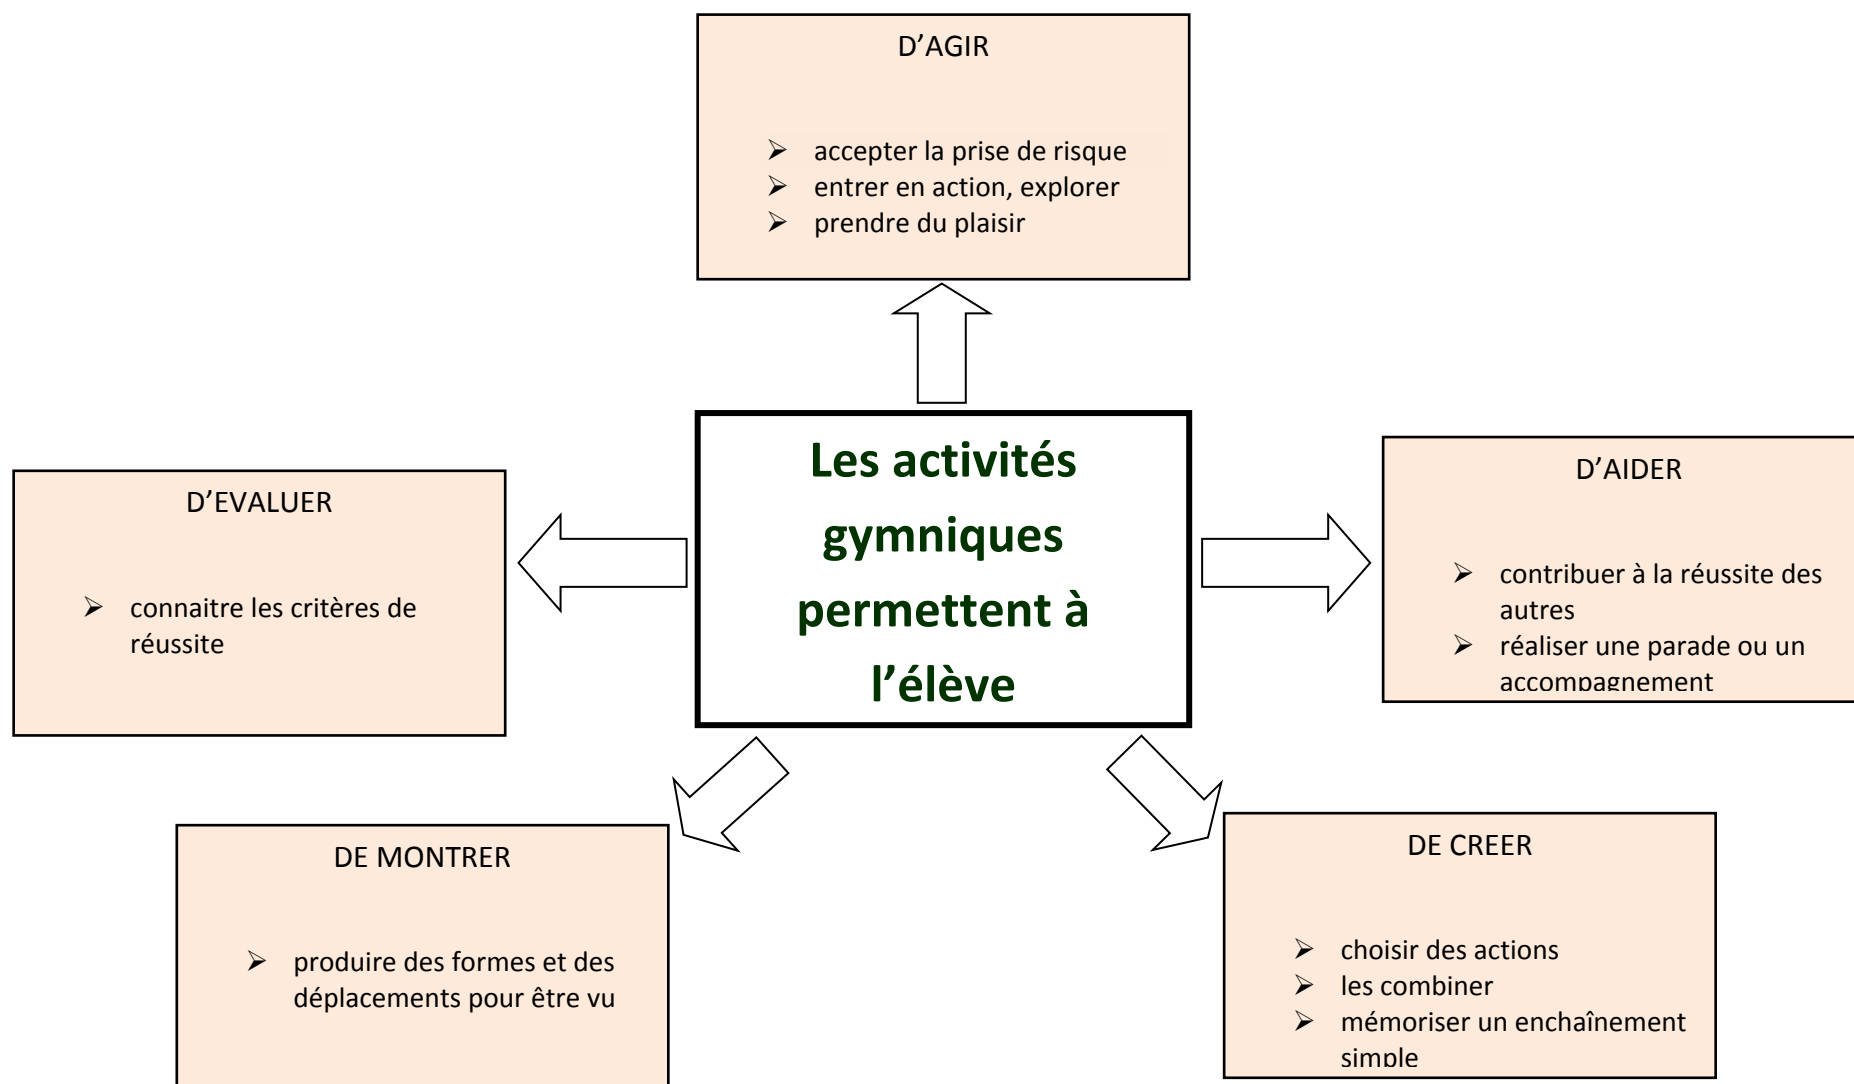 D’AGIR
➢ accepter la prise de risque
➢ entrer en action, explorer
➢ prendre du plaisir
Les activités
gymniques
permettent à
l’élève
D’EVALUER
➢ connaitre les critères de
réussite
D’AIDER
➢ contribuer à la réussite des
autres
➢ réaliser une parade ou un
accompagnement
DE MONTRER
➢ produire des formes et des
déplacements pour être vu
DE CREER
➢ choisir des actions
➢ les combiner
➢ mémoriser un enchaînement
simple